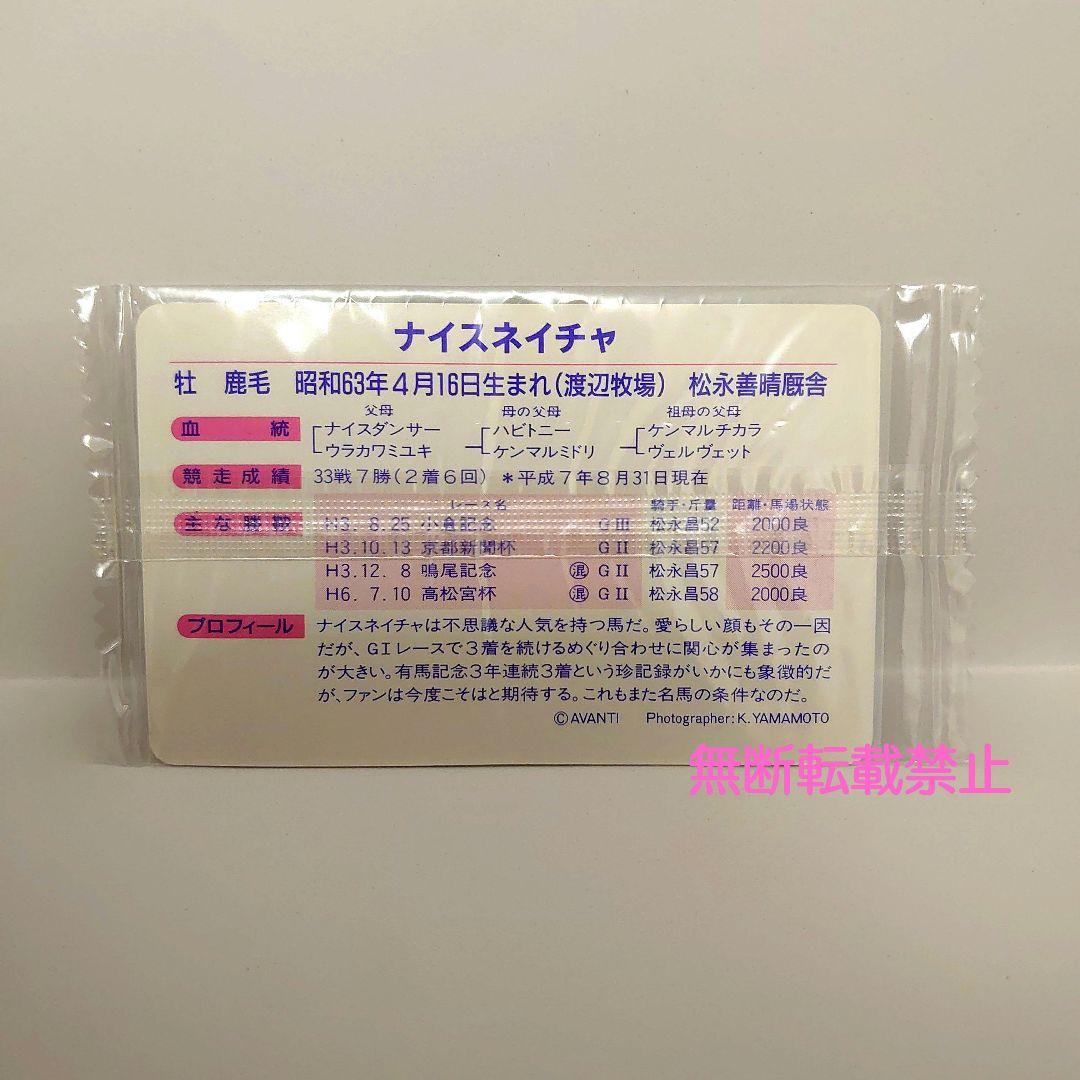 ナイスネイチャ
牡 鹿毛 昭和63年4月16日生まれ(渡辺牧場) 松永善晴厩舎
父母 母の父母 祖母の父母
血統 ナイスダンサー ハビトニー ケンマルチカラ
ウラカワミユキ ケンマルミドリ ヴェルヴェット
競走成績 33戦7勝(2着6回) *平成7年8月31日現在
レース名 騎手・斤量 距離・馬場状態
主な勝鞍 H3. 8.25 小倉記念 GIII 松永昌52 2000良
H3.10.13 京都新聞杯 GII 松永昌57 2200良
H3.12. 8 鳴尾記念 混 GII 松永昌57 2500良
H6. 7.10 高松宮杯 混 GII 松永昌58 2000良
プロフィール ナイスネイチャは不思議な人気を持つ馬だ。愛らしい顔もその一因
だが、GIレースで3着を続けるめぐり合わせに関心が集まったの
が大きい。有馬記念3年連続3着という珍記録がいかにも象徴的だ
が、ファンは今度こそはと期待する。これもまた名馬の条件なのだ。
©AVANTI Photographer:K.YAMAMOTO
無断転載禁止